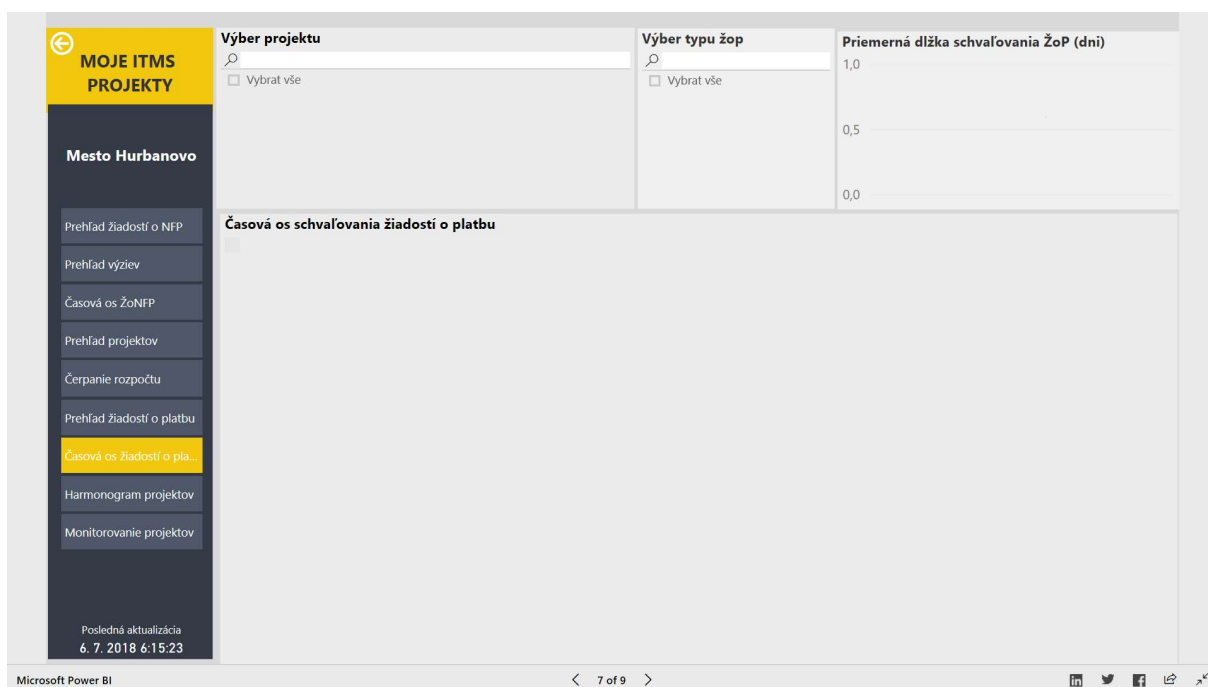 MOJE ITMS
PROJEKTY
Mesto Hurbanovo
Prehľad žiadostí o NFP
Prehľad výziev
Časová os ŽoNFP
Prehľad projektov
Čerpanie rozpočtu
Prehľad žiadostí o platbu
Časová os žiadostí o pla...
Harmonogram projektov
Monitorovanie projektov
Posledná aktualizácia
6. 7. 2018 6:15:23
Výber projektu
Vybrat vše
Výber typu žop
Vybrat vše
Priemerná dlžka schvaľovania ŽoP (dni)
1,0
0,5
0,0
Časová os schvaľovania žiadostí o platbu
Microsoft Power BI
7 of 9